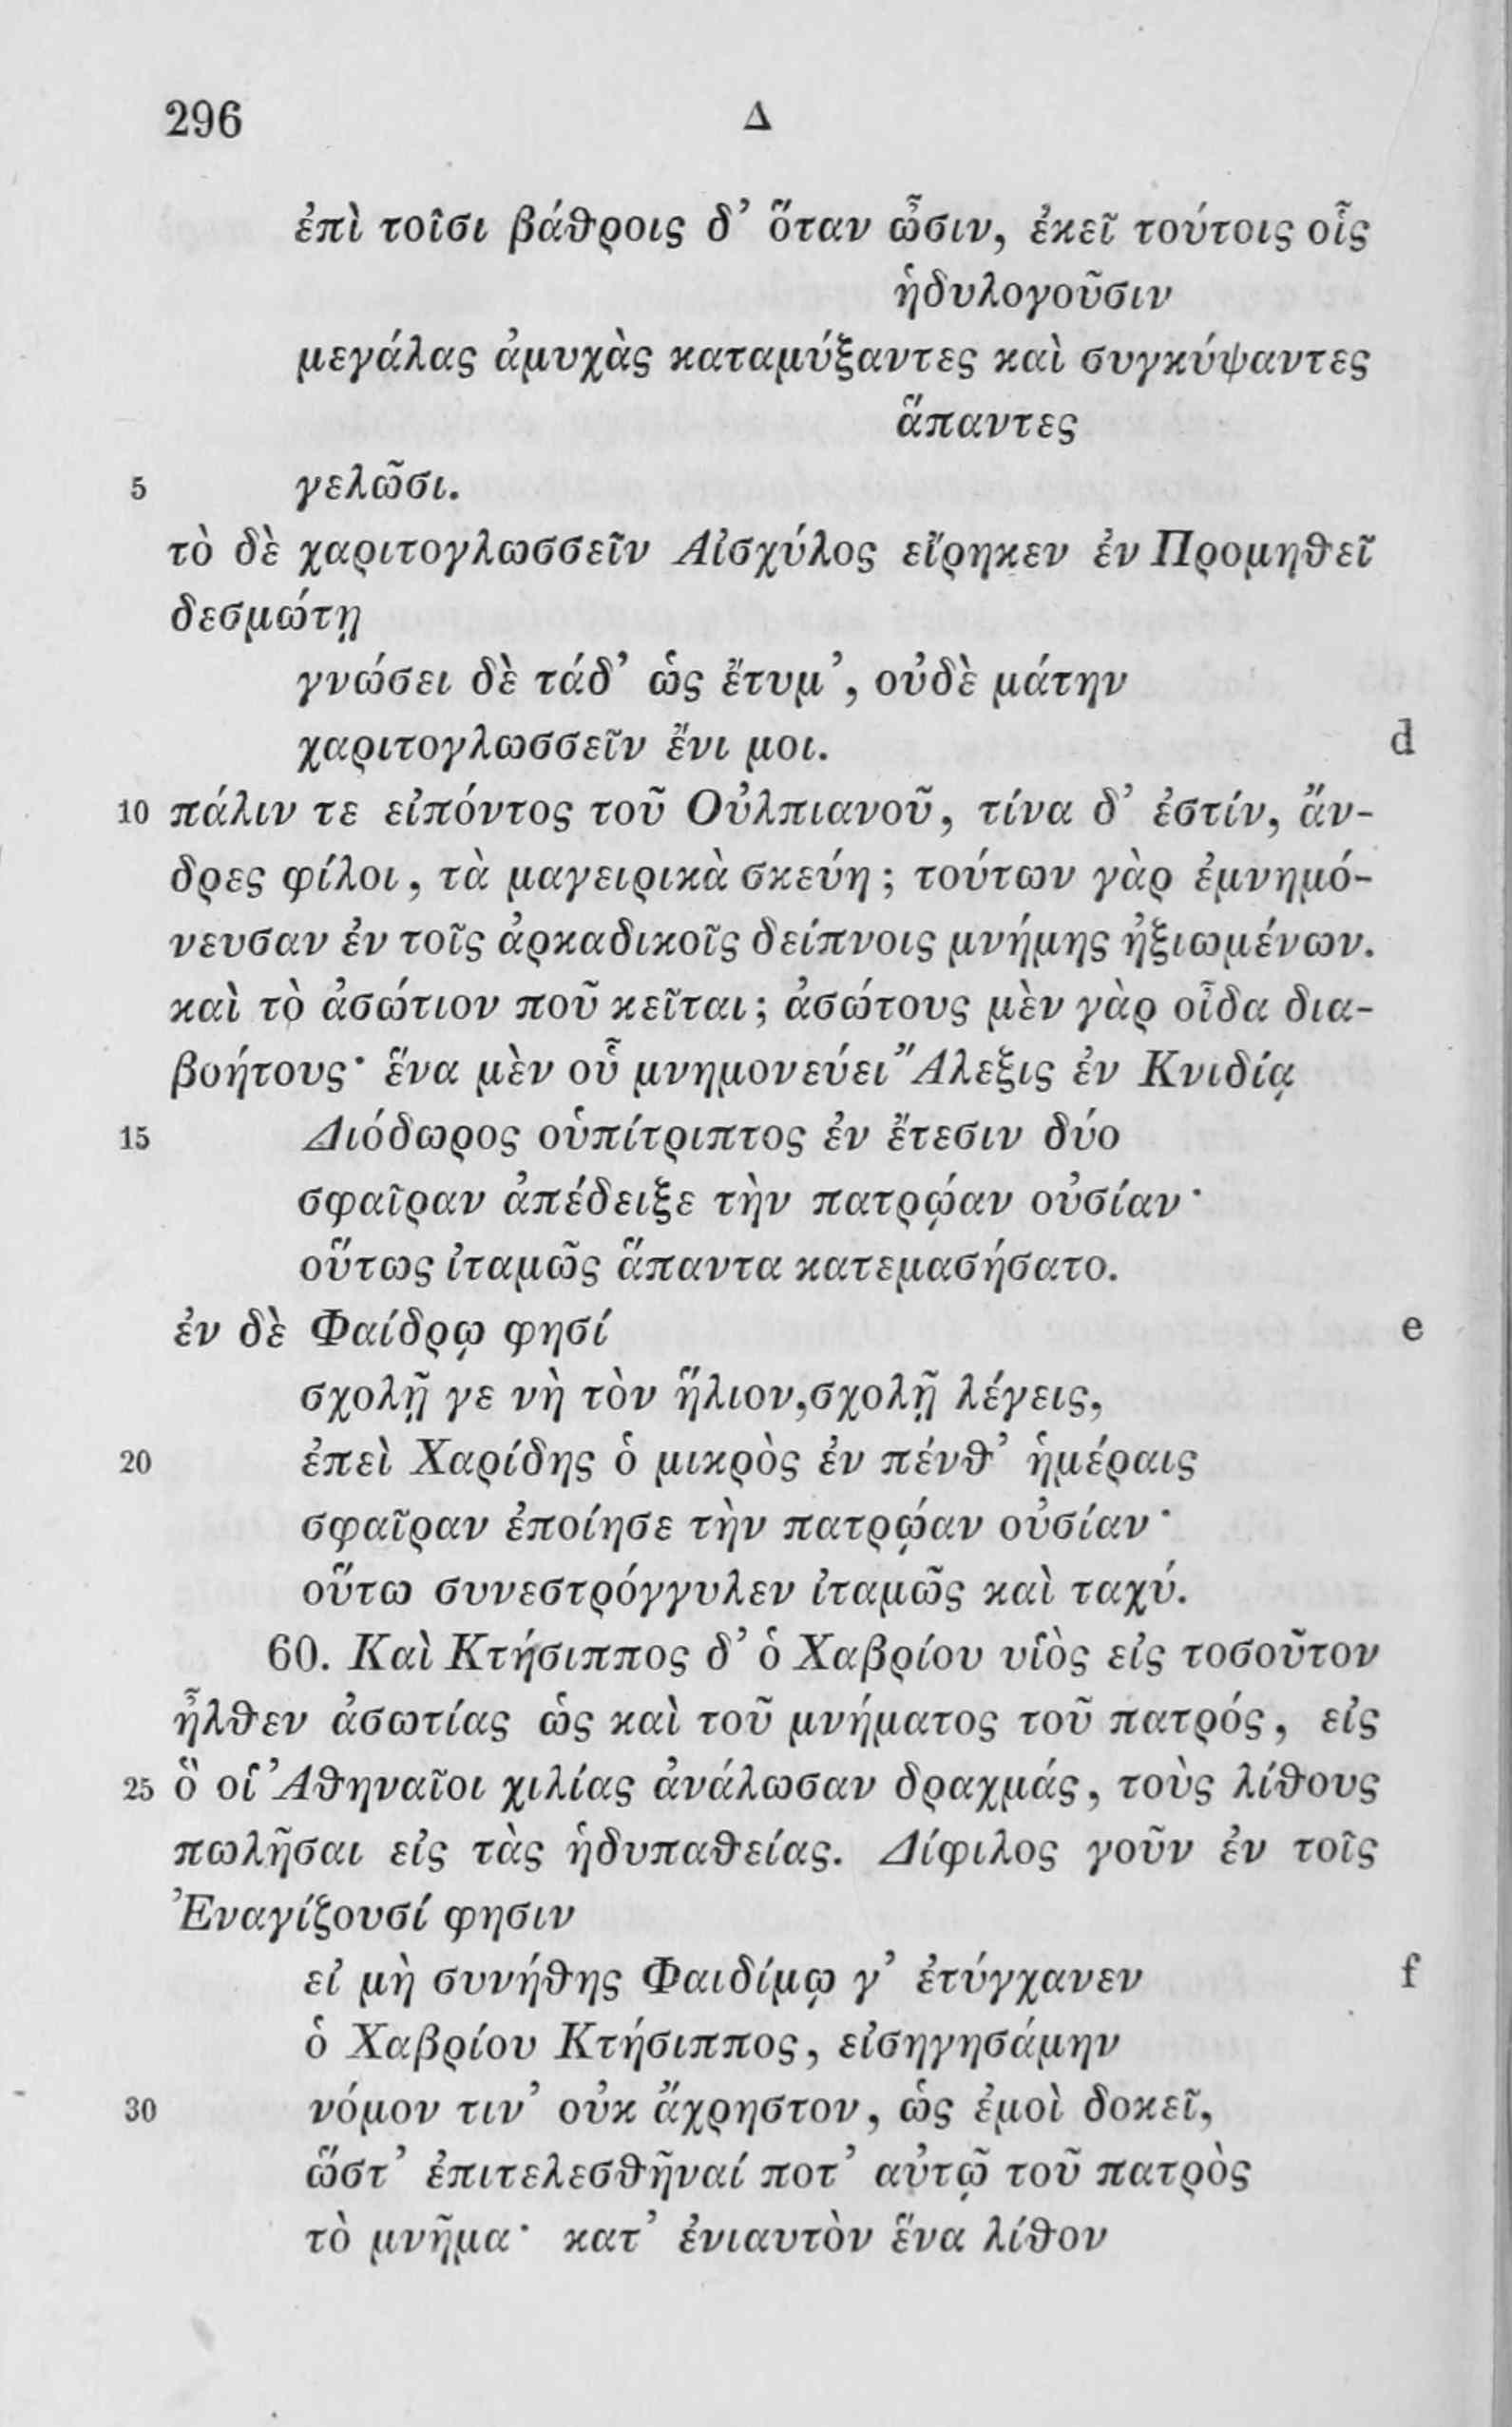 296 Δ
ἐπὶ τοῖσι βάθροις δ’ ὅταν ὦσιν, ἐκεῖ τούτοις οἷς
ἡδυλογοῦσιν
μεγάλας ἀμυχὰς καταμύξαντες καὶ συγκύψαντες
ἅπαντες
5 γελῶσι.
τὸ δὲ χαριτογλωσσεῖν Αἰσχύλος εἴρηκεν ἐν Προμηθεῖ
δεσμώτῃ
γνώσει δὲ τάδ’ ὡς ἔτυμ’, οὐδὲ μάτην
χαριτογλωσσεῖν ἔνι μοι. d
10 πάλιν τε εἰπόντος τοῦ Οὐλπιανοῦ, τίνα δ’ ἐστίν, ἄν-
δρες φίλοι, τὰ μαγειρικὰ σκεύη; τούτων γὰρ ἐμνημό-
νευσαν ἐν τοῖς ἀρκαδικοῖς δείπνοις μνήμης ἠξιωμένων.
καὶ τὸ ἀσώτιον ποῦ κεῖται; ἀσώτους μὲν γὰρ οἶδα δια-
βοήτους· ἕνα μὲν οὗ μνημονεύει Ἄλεξις ἐν Κνιδίᾳ
15 Διόδωρος οὑπίτριπτος ἐν ἔτεσιν δύο
σφαῖραν ἀπέδειξε τὴν πατρῴαν οὐσίαν·
οὕτως ἰταμῶς ἅπαντα κατεμασήσατο.
ἐν δὲ Φαίδρῳ φησί e
σχολῇ γε νὴ τὸν ἥλιον, σχολῇ λέγεις,
20 ἐπεὶ Χαρίδης ὁ μικρὸς ἐν πένθ’ ἡμέραις
σφαῖραν ἐποίησε τὴν πατρῴαν οὐσίαν·
οὕτω συνεστρόγγυλεν ἰταμῶς καὶ ταχύ.
60. Καὶ Κτήσιππος δ’ ὁ Χαβρίου υἱὸς εἰς τοσοῦτον
ἦλθεν ἀσωτίας ὡς καὶ τοῦ μνήματος τοῦ πατρός, εἰς
25 ὃ οἱ Ἀθηναῖοι χιλίας ἀνάλωσαν δραχμάς, τοὺς λίθους
πωλῆσαι εἰς τὰς ἡδυπαθείας. Δίφιλος γοῦν ἐν τοῖς
Ἐναγίζουσί φησιν
εἰ μὴ συνήθης Φαιδίμῳ γ’ ἐτύγχανεν f
ὁ Χαβρίου Κτήσιππος, εἰσηγησάμην
30 νόμον τιν’ οὐκ ἄχρηστον, ὡς ἐμοὶ δοκεῖ,
ὥστ’ ἐπιτελεσθῆναί ποτ’ αὐτῷ τοῦ πατρὸς
τὸ μνῆμα· κατ’ ἐνιαυτὸν ἕνα λίθον